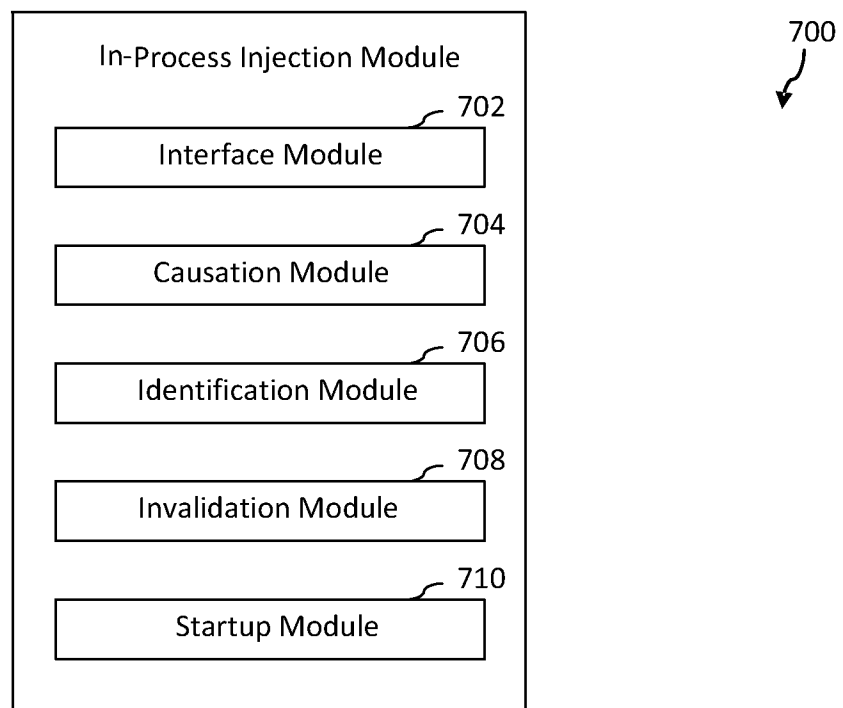 700
In-Process Injection Module
702
Interface Module
704
Causation Module
706
Identification Module
708
Invalidation Module
710
Startup Module